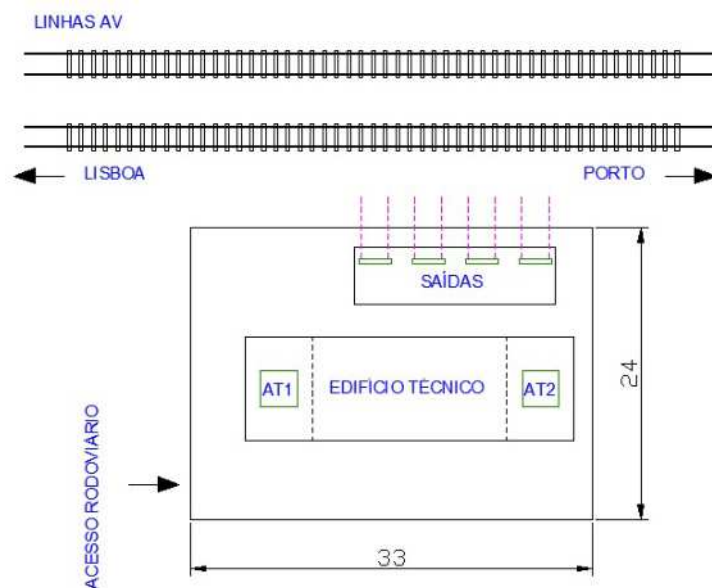 LINHAS AV
LISBOA
PORTO
SAÍDAS
AT1
EDIFÍCIO TÉCNICO
AT2
24
ACESSO RODOVIÁRIO
33